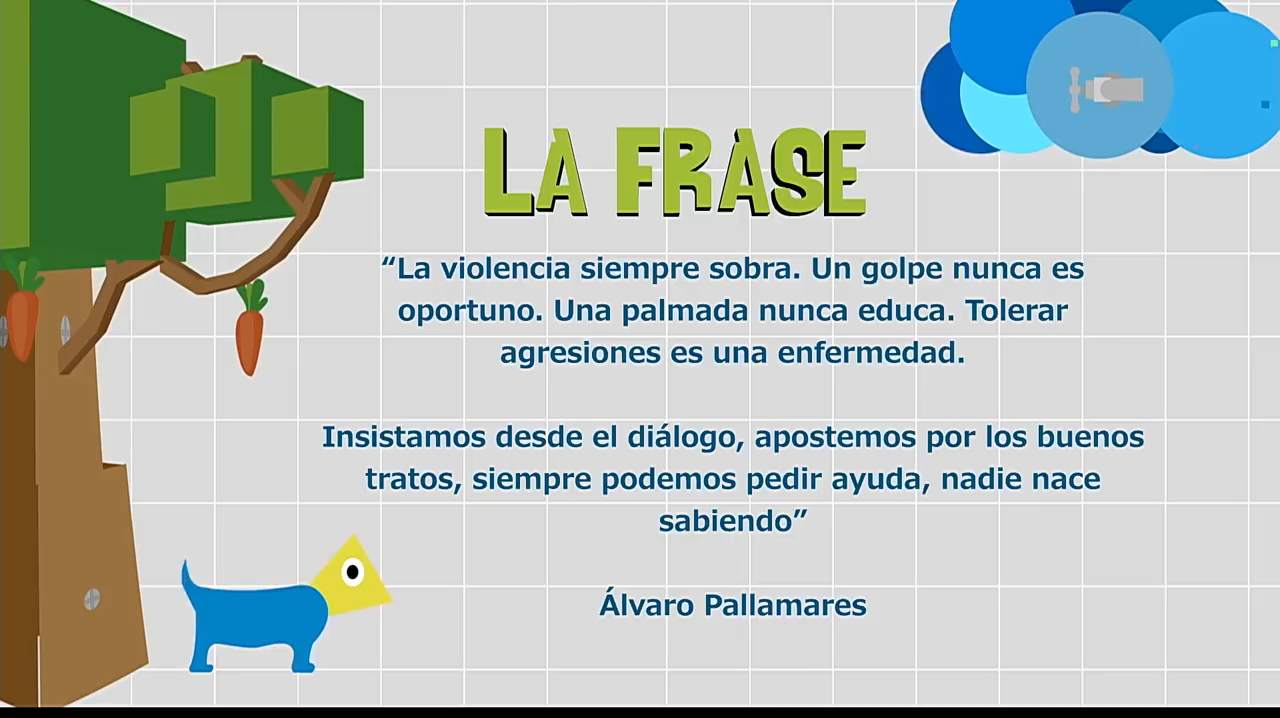 LA FRASE
“La violencia siempre sobra. Un golpe nunca es
oportuno. Una palmada nunca educa. Tolerar
agresiones es una enfermedad.
Insistamos desde el diálogo, apostemos por los buenos
tratos, siempre podemos pedir ayuda, nadie nace
sabiendo”
Álvaro Pallamares